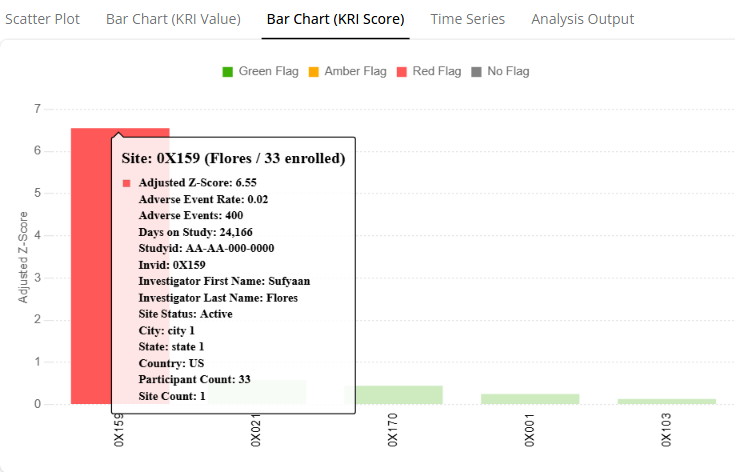 Scatter Plot Bar Chart (KRI Value) Bar Chart (KRI Score) Time Series Analysis Output
Green Flag Amber Flag Red Flag No Flag
7
6
5
4
3
2
1
0
Adjusted Z-Score
Site: 0X159 (Flores / 33 enrolled)
Adjusted Z-Score: 6.55
Adverse Event Rate: 0.02
Adverse Events: 400
Days on Study: 24,166
Studyid: AA-AA-000-0000
Invid: 0X159
Investigator First Name: Sufyaan
Investigator Last Name: Flores
Site Status: Active
City: city 1
State: state 1
Country: US
Participant Count: 33
Site Count: 1
0X159 0X021 0X170 0X001 0X103